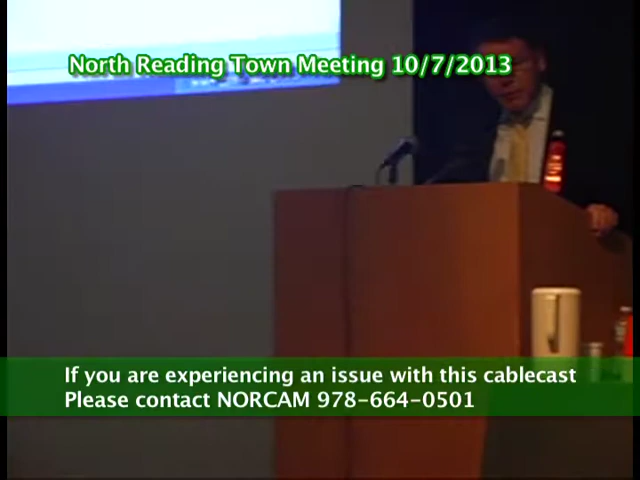 North Reading Town Meeting 10/7/2013
If you are experiencing an issue with this cablecast
Please contact NORCAM 978-664-0501